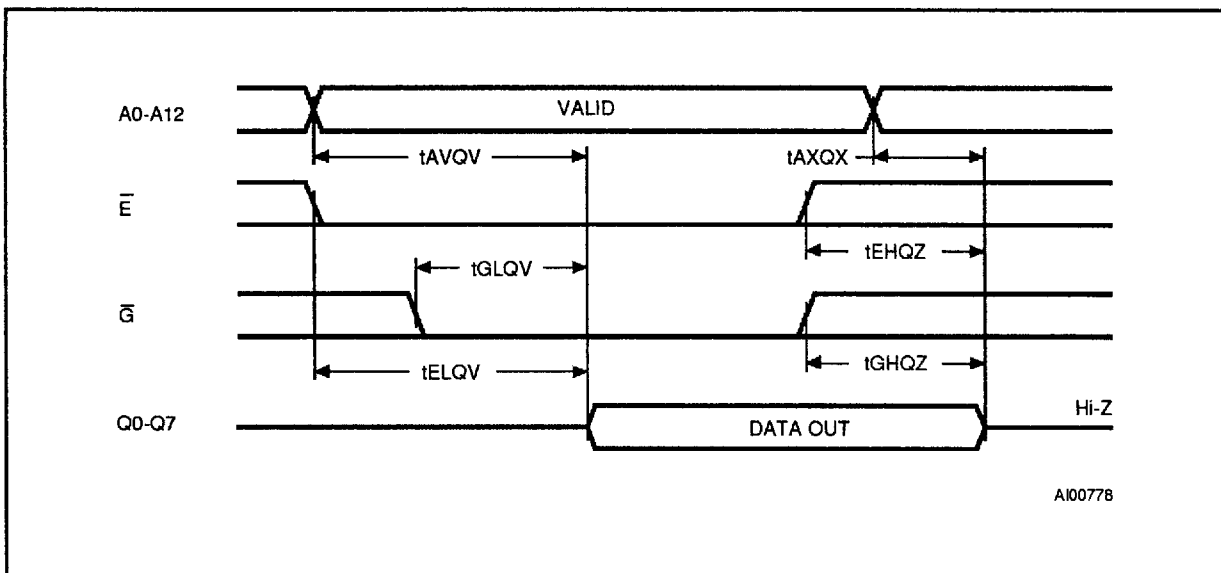 A0-A12
VALID
tAVQV
tAXQX
E̅
tEHQZ
tGLQV
G̅
tGHQZ
tELQV
Q0-Q7
DATA OUT
Hi-Z
AI00778